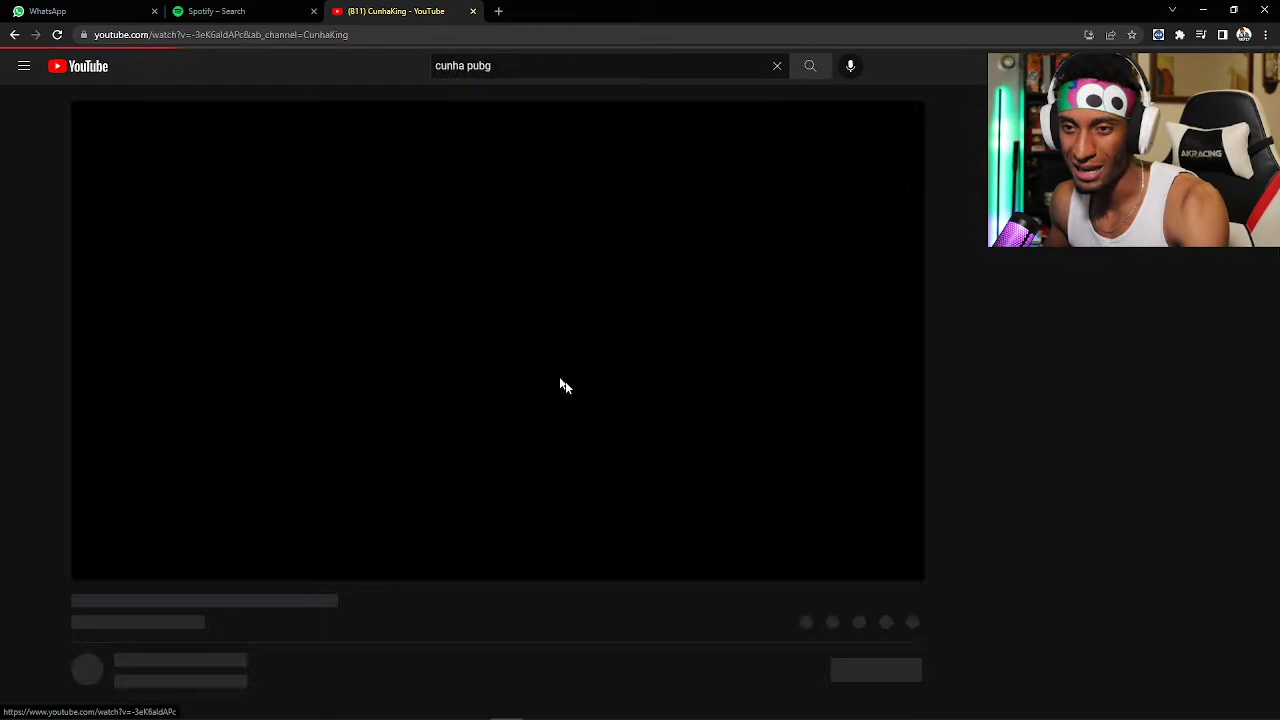 WhatsApp
Spotify – Search
(811) CunhaKing - YouTube
youtube.com/watch?v=-3eK6aldAPc&ab_channel=CunhaKing
YouTube
cunha pubg
AKRACING
https://www.youtube.com/watch?v=-3eK6aldAPc